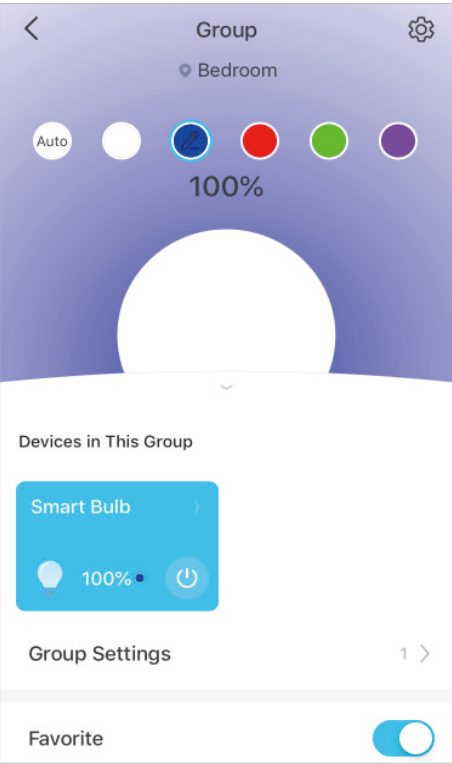 Group
Bedroom
Auto
100%
Devices in This Group
Smart Bulb
100%
Group Settings 1
Favorite